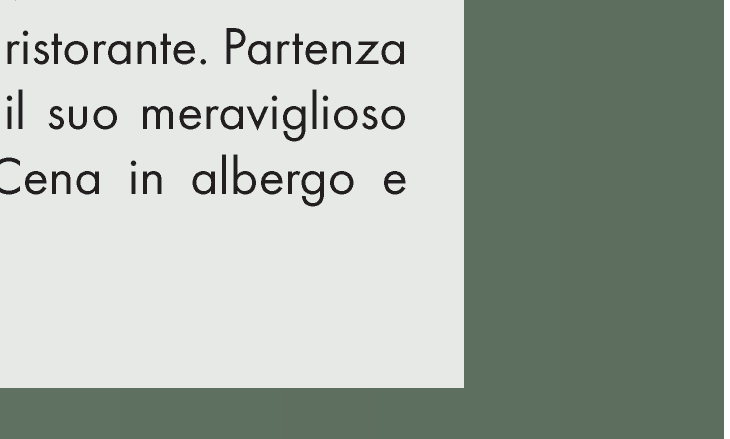 ristorante. Partenza
il suo meraviglioso
Cena in albergo e